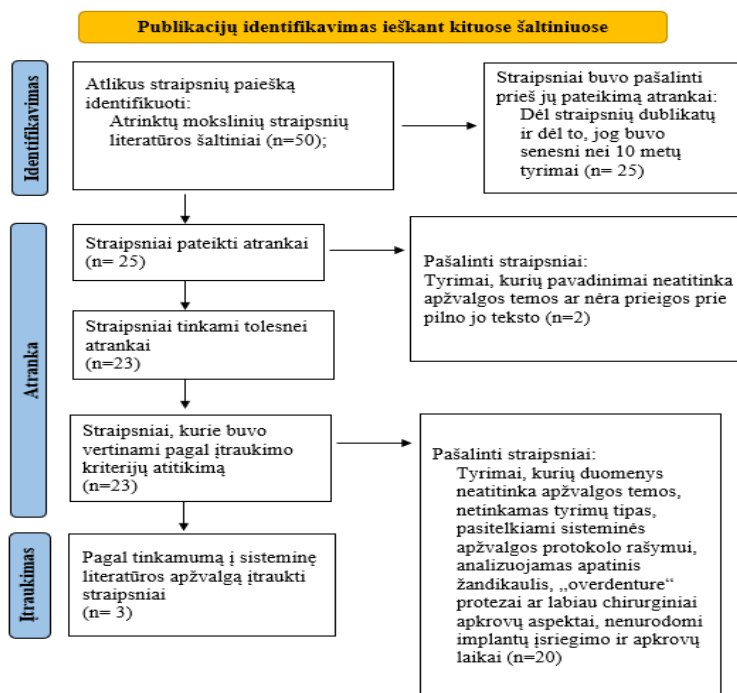 Publikacijų identifikavimas ieškant kituose šaltiniuose
Identifikavimas
Atlikus straipsnių paiešką
identifikuoti:
Atrinktų mokslinių straipsnių
literatūros šaltiniai (n=50);
Straipsniai buvo pašalinti
prieš jų pateikimą atrankai:
Dėl straipsnių dublikatų
ir dėl to, jog buvo
senesni nei 10 metų
tyrimai (n= 25)
Atranka
Straipsniai pateikti atrankai
(n= 25)
Pašalinti straipsniai:
Tyrimai, kurių pavadinimai neatitinka
apžvalgos temos ar nėra prieigos prie
pilno jo teksto (n=2)
Straipsniai tinkami tolesnei
atrankai
(n=23)
Straipsniai, kurie buvo
vertinami pagal įtraukimo
kriterijų atitikimą
(n=23)
Pašalinti straipsniai:
Tyrimai, kurių duomenys
neatitinka apžvalgos temos,
netinkamas tyrimų tipas,
pasitelkiami sisteminės
apžvalgos protokolo rašymui,
analizuojamas apatinis
žandikaulis, „overdenture“
protezai ar labiau chirurginiai
apkrovų aspektai, nenurodomi
implantų įsriegimo ir apkrovų
laikai (n=20)
Įtraukimas
Pagal tinkamumą į sisteminę
literatūros apžvalgą įtraukti
straipsniai
(n= 3)